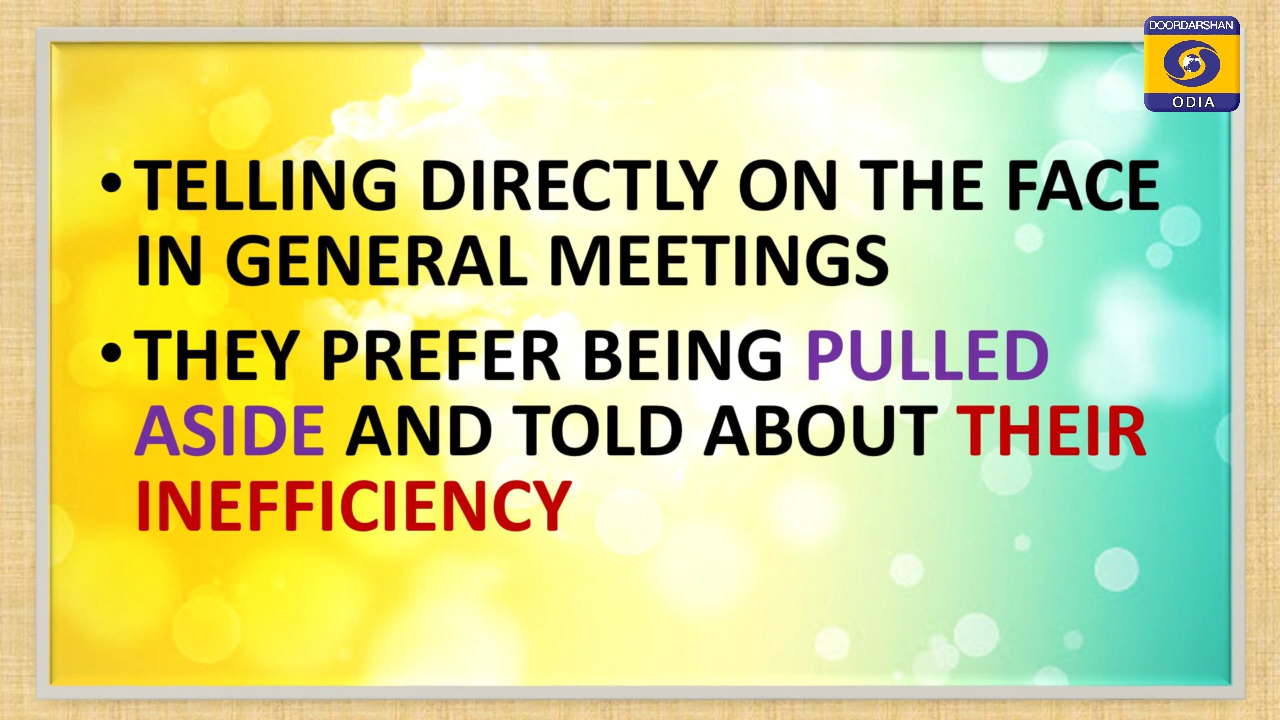 DOORDARSHAN
ODIA
• TELLING DIRECTLY ON THE FACE
IN GENERAL MEETINGS
• THEY PREFER BEING PULLED
ASIDE AND TOLD ABOUT THEIR
INEFFICIENCY